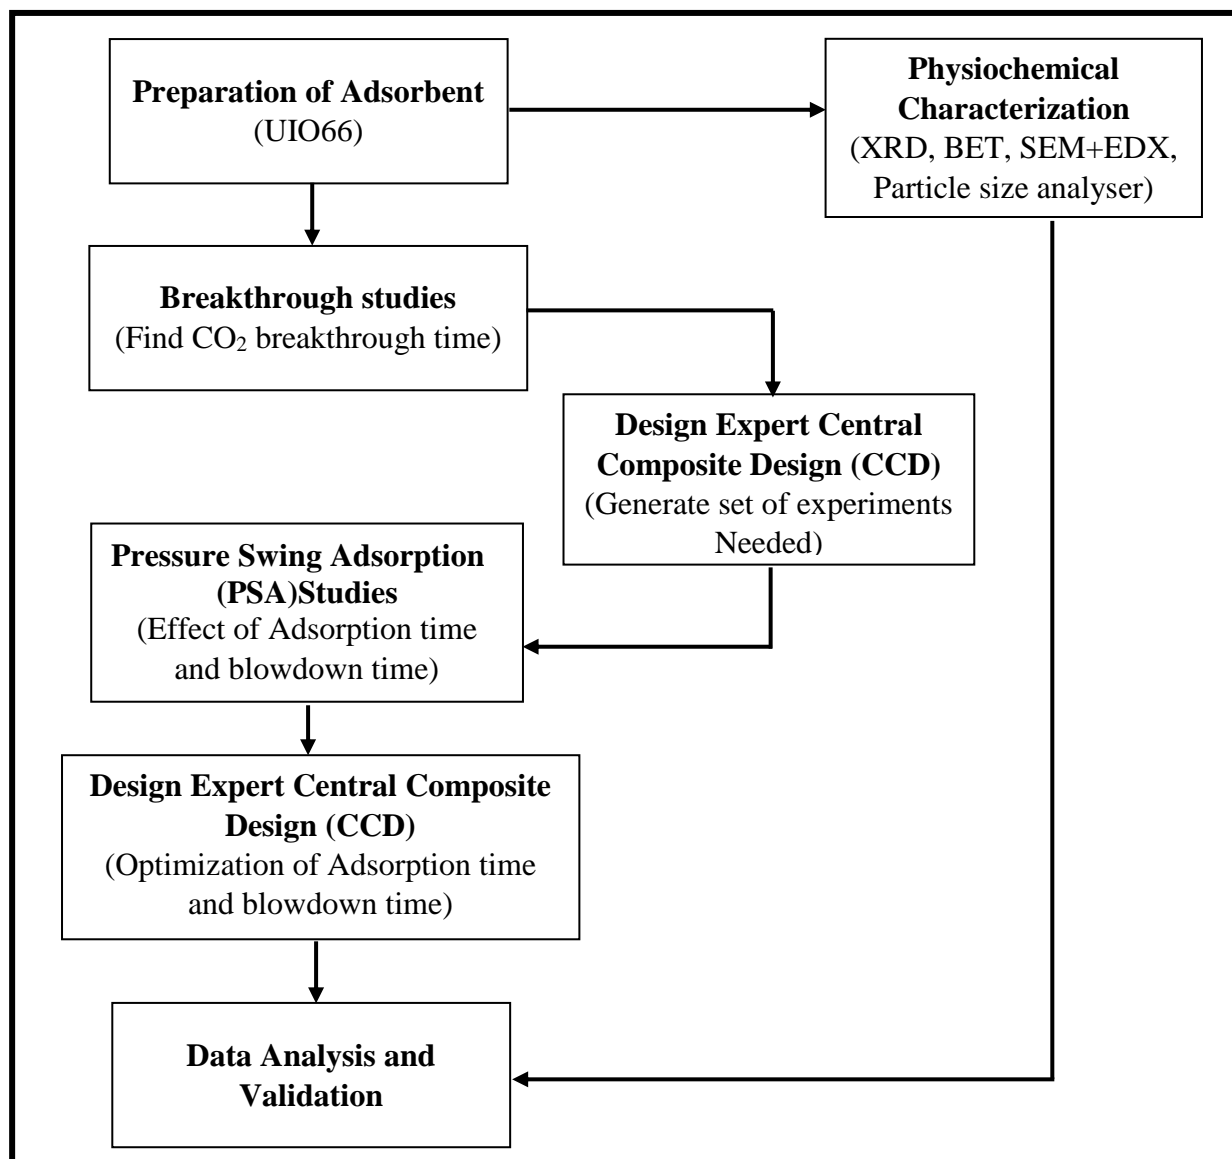 Preparation of Adsorbent
(UIO66)
Physiochemical
Characterization
(XRD, BET, SEM+EDX,
Particle size analyser)
Breakthrough studies
(Find CO₂ breakthrough time)
Design Expert Central
Composite Design (CCD)
(Generate set of experiments
Needed)
Pressure Swing Adsorption
(PSA)Studies
(Effect of Adsorption time
and blowdown time)
Design Expert Central Composite
Design (CCD)
(Optimization of Adsorption time
and blowdown time)
Data Analysis and
Validation